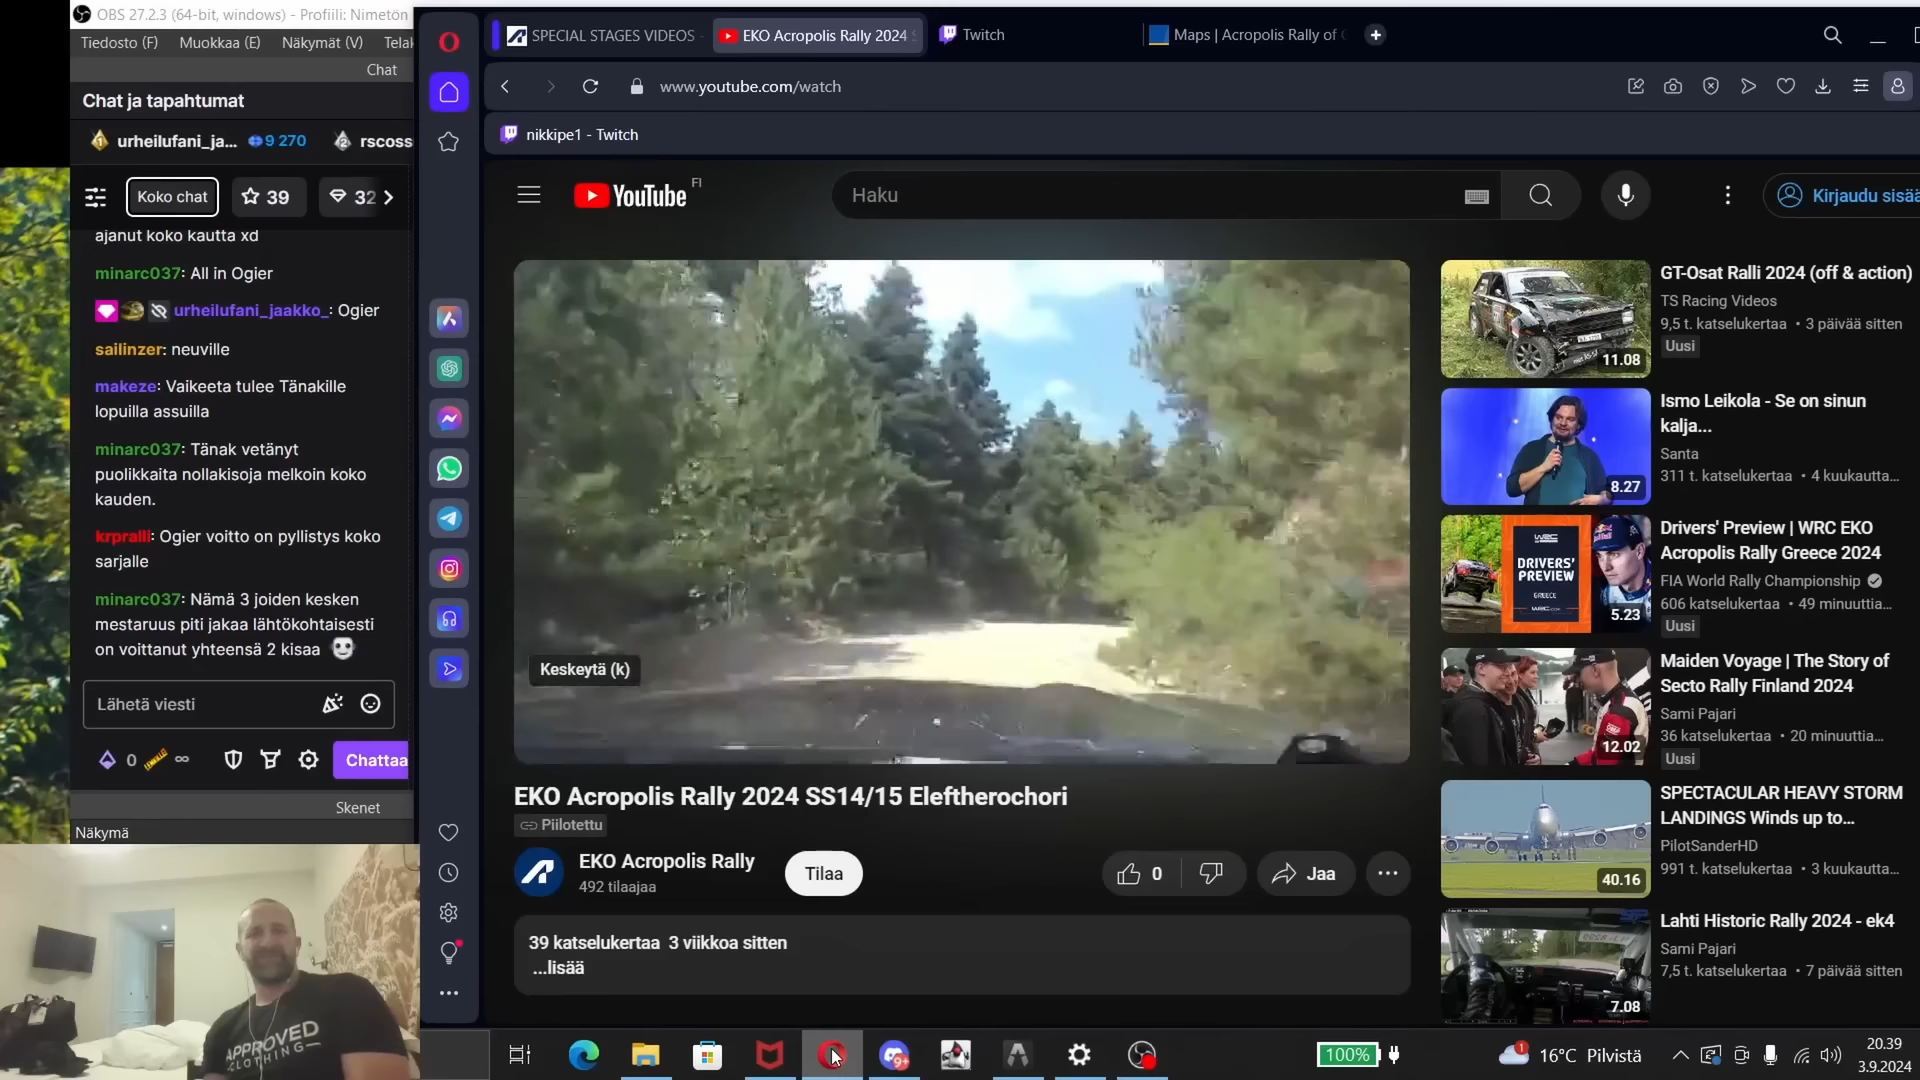 OBS 27.2.3 (64-bit, windows) - Profiili: Nimetön
Tiedosto (F) Muokkaa (E) Näkymät (V) Telak
Chat
Chat ja tapahtumat
urheilufani_ja... 9 270 rscoss
Koko chat 39 32
ajanut koko kautta xd
minarc037: All in Ogier
urheilufani_jaakko_: Ogier
sailinzer: neuville
makeze: Vaikeeta tulee Tänakille
lopuilla assuilla
minarc037: Tänak vetänyt
puolikkaita nollakisoja melkoin koko
kauden.
krpralli: Ogier voitto on pyllistys koko
sarjalle
minarc037: Nämä 3 joiden kesken
mestaruus piti jakaa lähtökohtaisesti
on voittanut yhteensä 2 kisaa
Lähetä viesti
0 ∞ Chattaa
Skenet
Näkymä
APPROVED
CLOTHING
SPECIAL STAGES VIDEOS - EKO Acropolis Rally 2024 Twitch Maps | Acropolis Rally of
www.youtube.com/watch
nikkipe1 - Twitch
YouTube FI
Haku
Kirjaudu sisää
Keskeytä (k)
EKO Acropolis Rally 2024 SS14/15 Eleftherochori
Piilotettu
EKO Acropolis Rally
492 tilaajaa
Tilaa
0 Jaa
39 katselukertaa 3 viikkoa sitten
...lisää
11.08
GT-Osat Ralli 2024 (off & action)
TS Racing Videos
9,5 t. katselukertaa • 3 päivää sitten
Uusi
8.27
Ismo Leikola - Se on sinun
kalja...
Santa
311 t. katselukertaa • 4 kuukautta...
WRC
DRIVERS'
PREVIEW
GREECE
WRC.COM
5.23
Drivers' Preview | WRC EKO
Acropolis Rally Greece 2024
FIA World Rally Championship
606 katselukertaa • 49 minuuttia...
Uusi
12.02
Maiden Voyage | The Story of
Secto Rally Finland 2024
Sami Pajari
36 katselukertaa • 20 minuuttia...
Uusi
40.16
SPECTACULAR HEAVY STORM
LANDINGS Winds up to...
PilotSanderHD
991 t. katselukertaa • 3 kuukautta...
7.08
Lahti Historic Rally 2024 - ek4
Sami Pajari
7,5 t. katselukertaa • 7 päivää sitten
9+
100%
1
16°C Pilvistä
20.39
3.9.2024